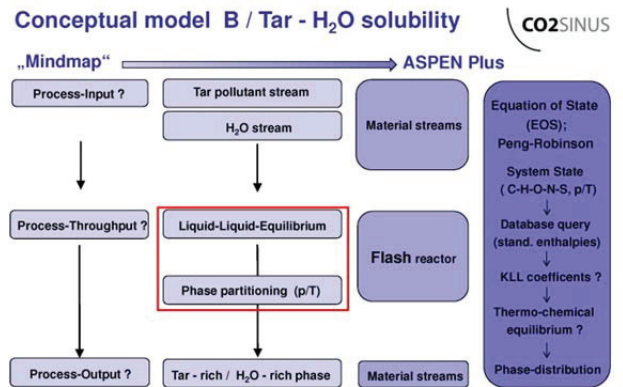 Conceptual model B / Tar - H₂O solubility
CO2SINUS
„Mindmap“
ASPEN Plus
Process-Input ?
Tar pollutant stream
H₂O stream
Material streams
Process-Throughput ?
Liquid-Liquid-Equilibrium
Phase partitioning (p/T)
Flash reactor
Process-Output ?
Tar - rich / H₂O - rich phase
Material streams
Equation of State
(EOS);
Peng-Robinson
System State
( C-H-O-N-S, p/T)
Database query
(stand. enthalpies)
KLL coefficents ?
Thermo-chemical
equilibrium ?
Phase-distribution